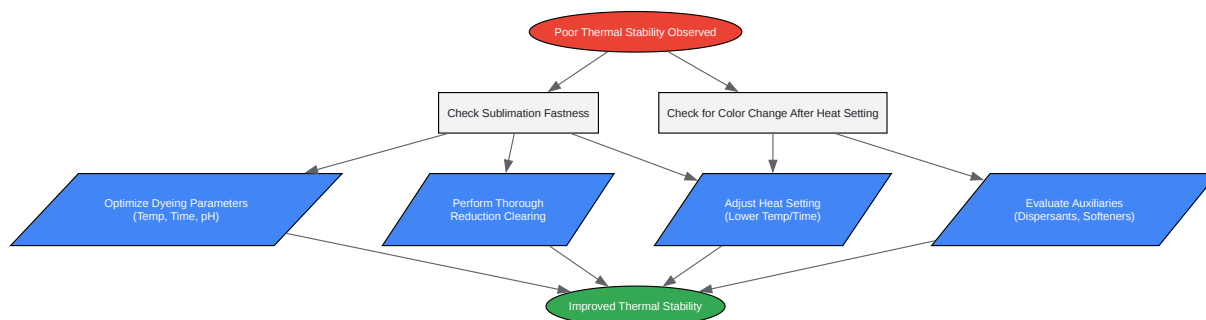 Poor Thermal Stability Observed
Check Sublimation Fastness
Check for Color Change After Heat Setting
Optimize Dyeing Parameters
(Temp, Time, pH)
Perform Thorough
Reduction Clearing
Adjust Heat Setting
(Lower Temp/Time)
Evaluate Auxiliaries
(Dispersants, Softeners)
Improved Thermal Stability